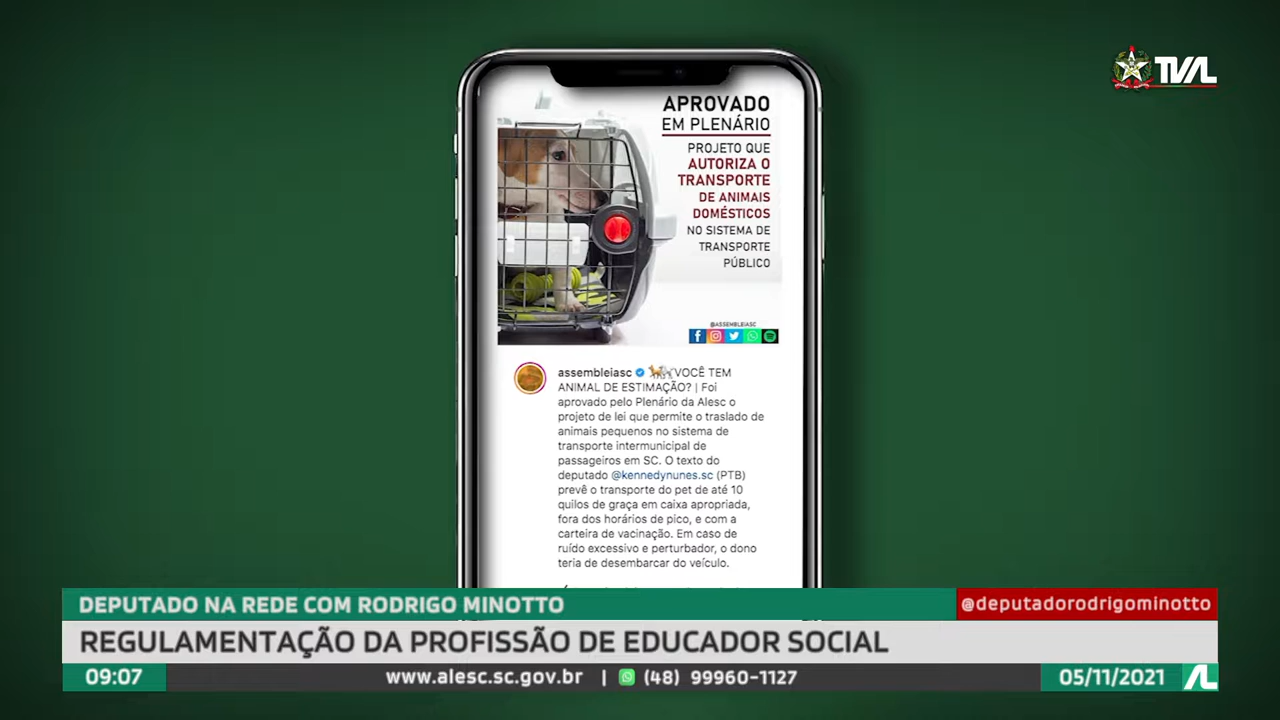 TVAL
APROVADO
EM PLENÁRIO
PROJETO QUE
AUTORIZA O
TRANSPORTE
DE ANIMAIS
DOMÉSTICOS
NO SISTEMA DE
TRANSPORTE
PÚBLICO
@ASSEMBLEIASC
assembleiasc VOCÊ TEM
ANIMAL DE ESTIMAÇÃO? | Foi
aprovado pelo Plenário da Alesc o
projeto de lei que permite o traslado de
animais pequenos no sistema de
transporte intermunicipal de
passageiros em SC. O texto do
deputado @kennedynunes.sc (PTB)
prevê o transporte do pet de até 10
quilos de graça em caixa apropriada,
fora dos horários de pico, e com a
carteira de vacinação. Em caso de
ruído excessivo e perturbador, o dono
teria de desembarcar do veículo.
DEPUTADO NA REDE COM RODRIGO MINOTTO
@deputadorodrigominotto
REGULAMENTAÇÃO DA PROFISSÃO DE EDUCADOR SOCIAL
09:07
www.alesc.sc.gov.br | (48) 99960-1127
05/11/2021
AL